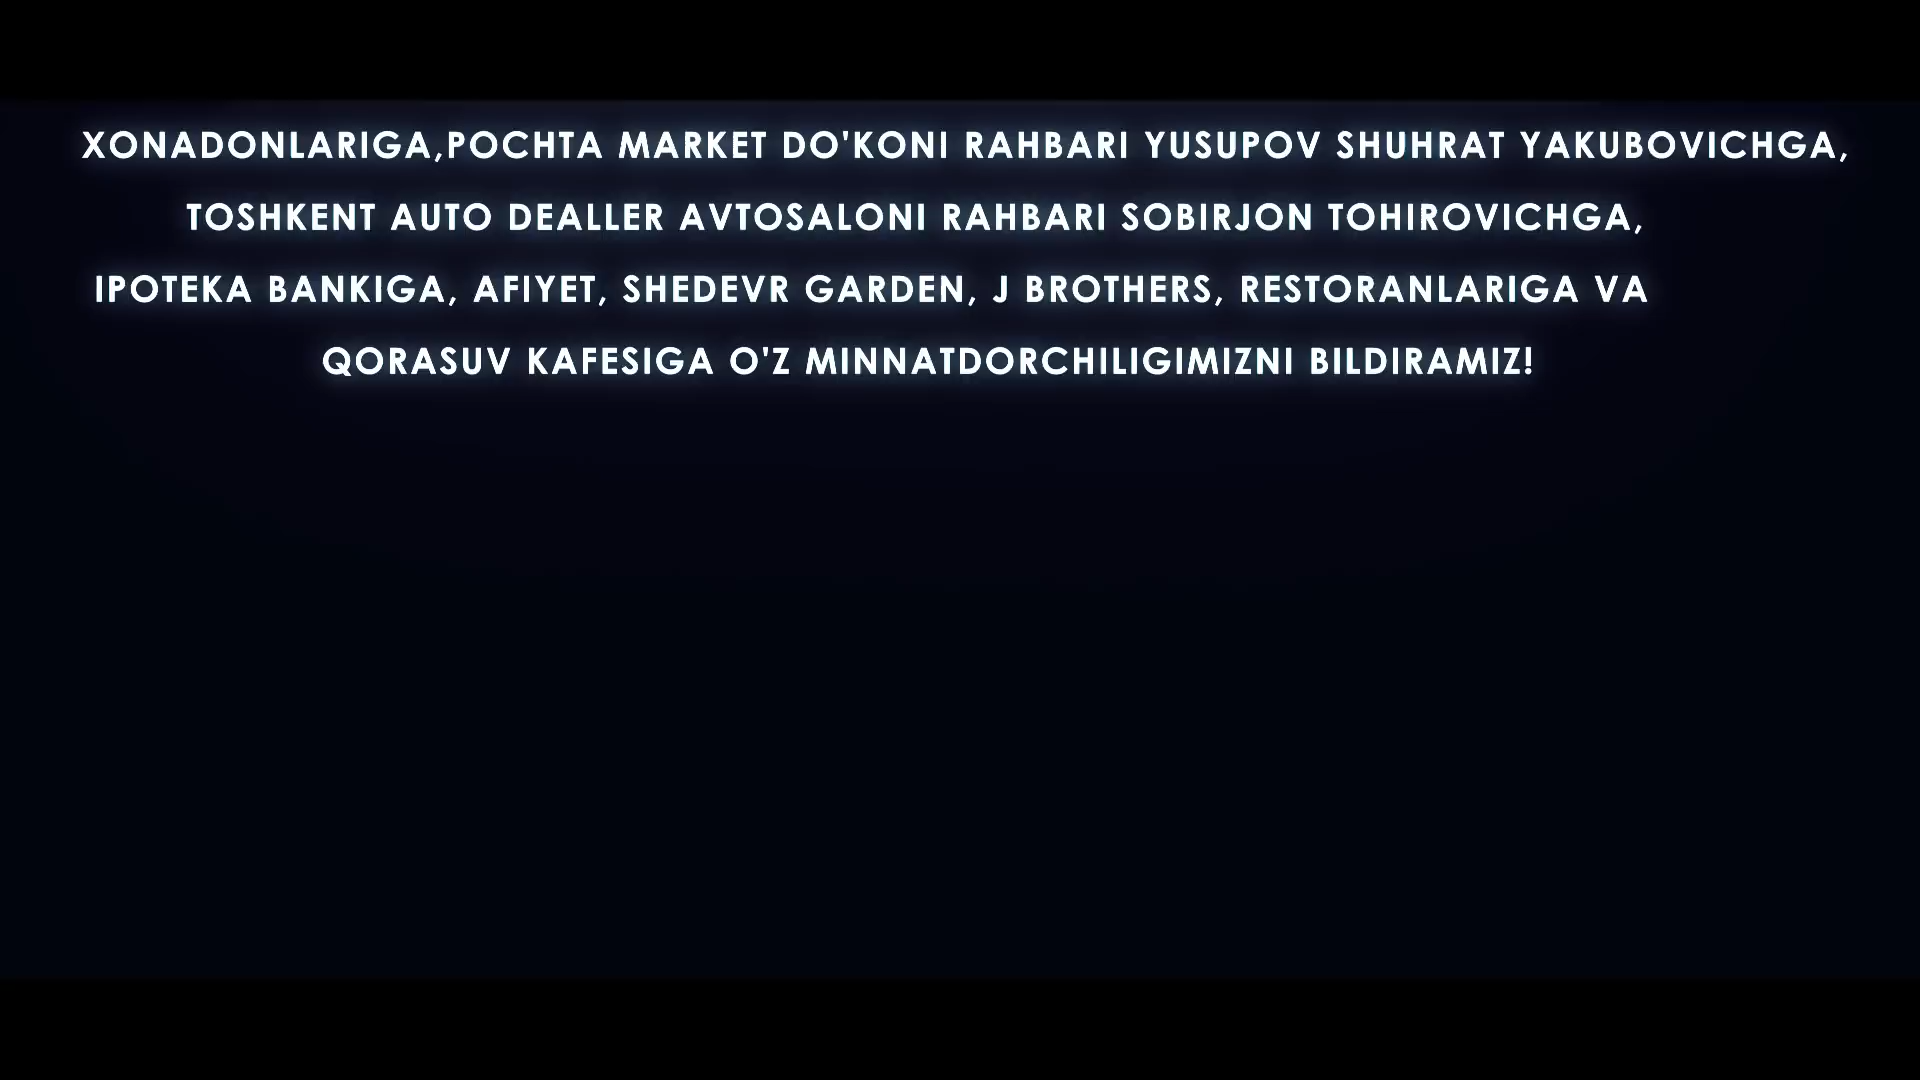 XONADONLARIGA,POCHTA MARKET DO'KONI RAHBARI YUSUPOV SHUHRAT YAKUBOVICHGA,
TOSHKENT AUTO DEALLER AVTOSALONI RAHBARI SOBIRJON TOHIROVICHGA,
IPOTEKA BANKIGA, AFIYET, SHEDEVR GARDEN, J BROTHERS, RESTORANLARIGA VA
QORASUV KAFESIGA O'Z MINNATDORCHILIGIMIZNI BILDIRAMIZ!